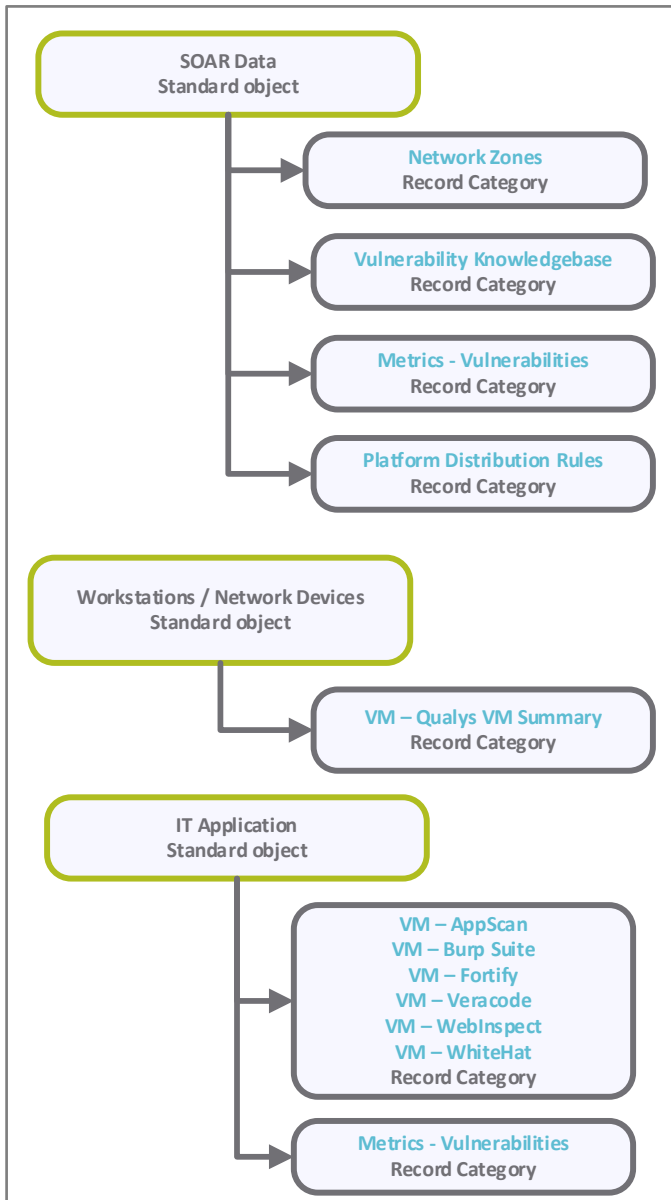 SOAR Data
Standard object
Network Zones
Record Category
Vulnerability Knowledgebase
Record Category
Metrics - Vulnerabilities
Record Category
Platform Distribution Rules
Record Category
Workstations / Network Devices
Standard object
VM – Qualys VM Summary
Record Category
IT Application
Standard object
VM – AppScan
VM – Burp Suite
VM – Fortify
VM – Veracode
VM – WebInspect
VM – WhiteHat
Record Category
Metrics - Vulnerabilities
Record Category